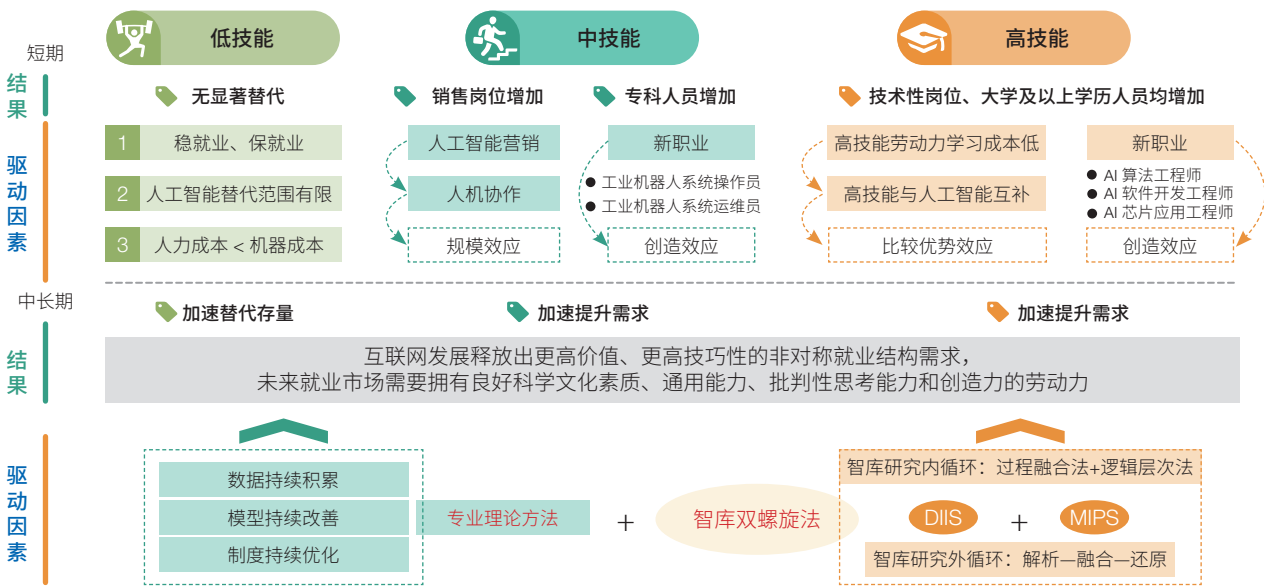 低技能
中技能
高技能
短期
结果
无显著替代
销售岗位增加
专科人员增加
技术性岗位、大学及以上学历人员均增加
驱动因素
1 稳就业、保就业
2 人工智能替代范围有限
3 人力成本 < 机器成本
人工智能营销
人机协作
规模效应
新职业
● 工业机器人系统操作员
● 工业机器人系统运维员
创造效应
高技能劳动力学习成本低
高技能与人工智能互补
比较优势效应
新职业
● AI 算法工程师
● AI 软件开发工程师
● AI 芯片应用工程师
创造效应
中长期
结果
加速替代存量
加速提升需求
加速提升需求
互联网发展释放出更高价值、更高技巧性的非对称就业结构需求，
未来就业市场需要拥有良好科学文化素质、通用能力、批判性思考能力和创造力的劳动力
驱动因素
数据持续积累
模型持续改善
制度持续优化
专业理论方法
+
智库双螺旋法
智库研究内循环：过程融合法+逻辑层次法
DIIS + MIPS
智库研究外循环：解析—融合—还原